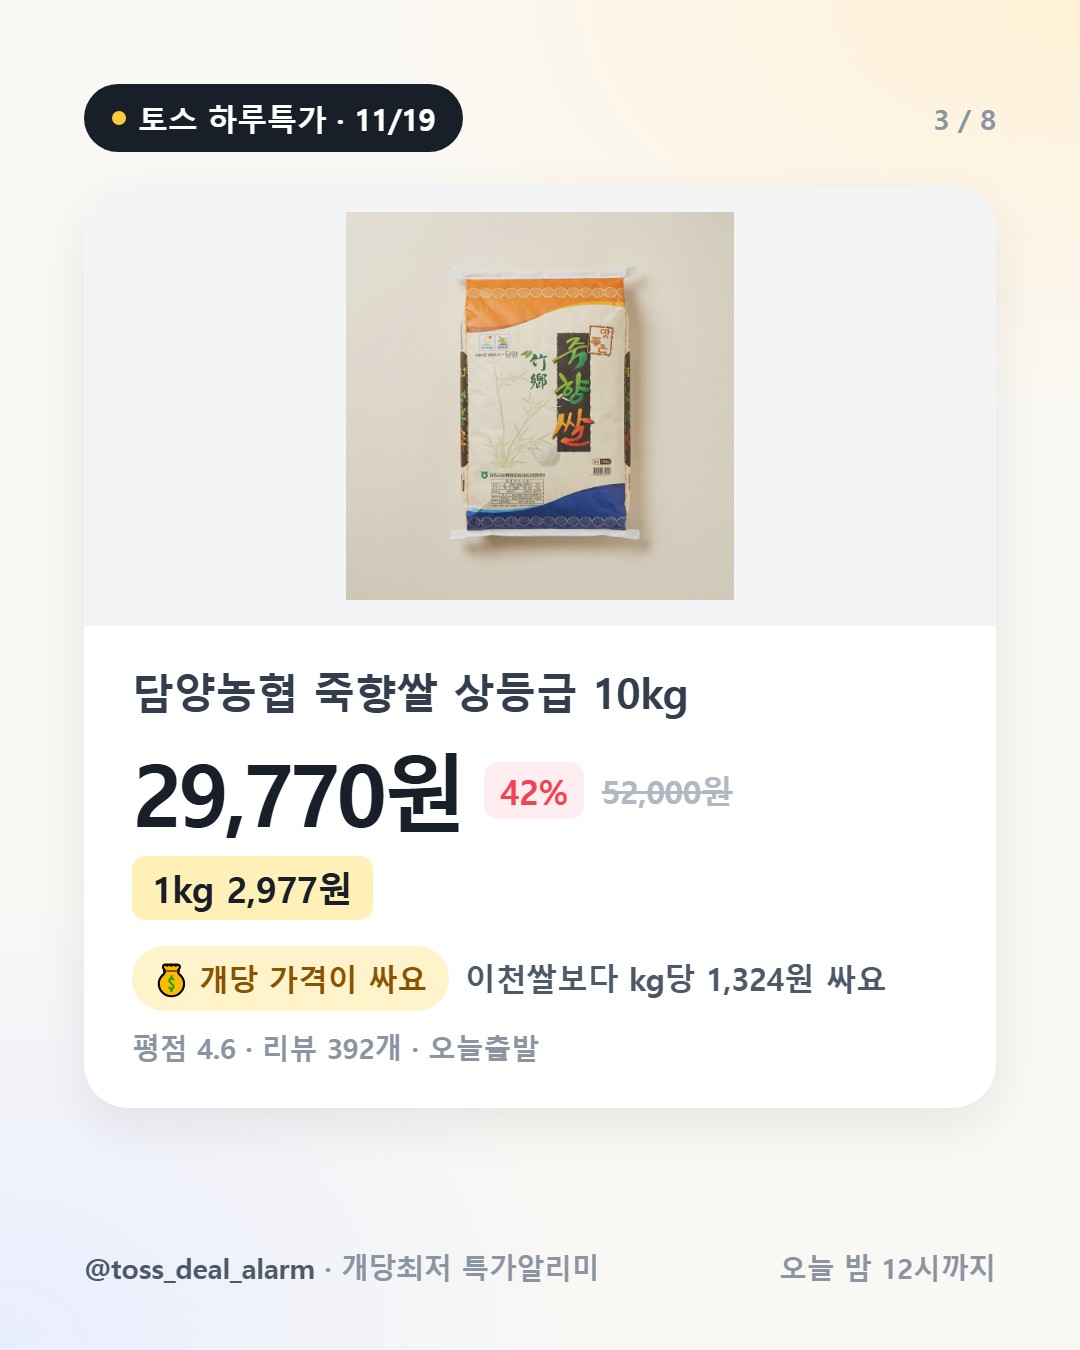 토스 하루특가 · 11/19
3 / 8
맛
좋은
담양
竹
鄕
죽
향
쌀
담양농협 죽향쌀 상등급 10kg
29,770원 42% 52,000원
1kg 2,977원
개당 가격이 싸요 이천쌀보다 kg당 1,324원 싸요
평점 4.6 · 리뷰 392개 · 오늘출발
@toss_deal_alarm · 개당최저 특가알리미
오늘 밤 12시까지